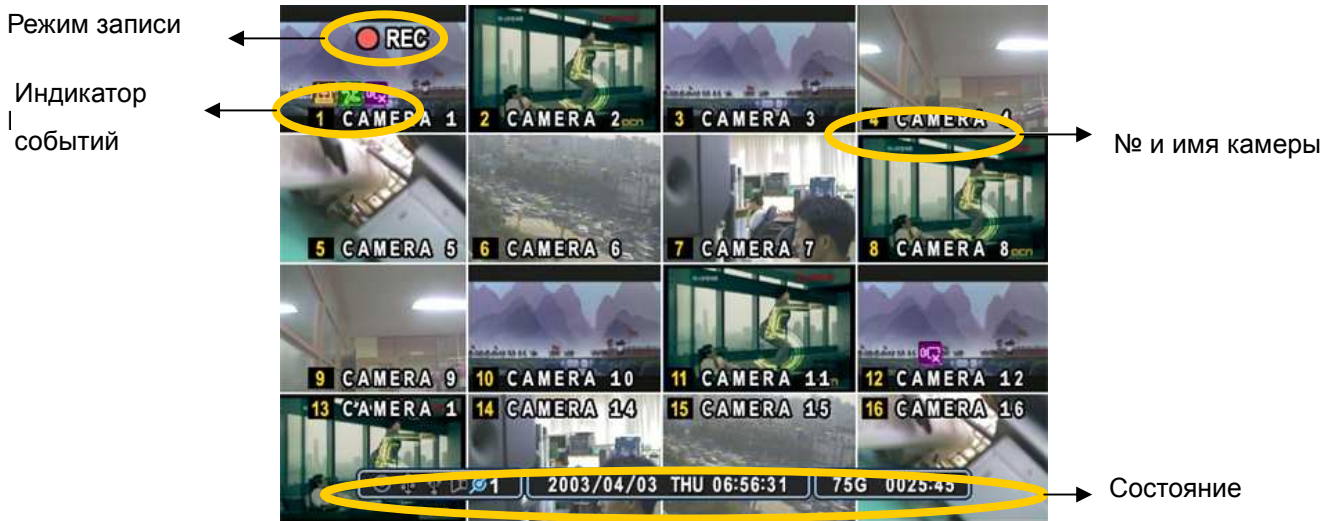 Режим записи
Индикатор
событий
№ и имя камеры
Состояние
REC
1 CAMERA 1
2 CAMERA 2
3 CAMERA 3
4 CAMERA 4
5 CAMERA 5
6 CAMERA 6
7 CAMERA 7
8 CAMERA 8
9 CAMERA 9
10 CAMERA 10
11 CAMERA 11
12 CAMERA 12
13 CAMERA 1
14 CAMERA 14
15 CAMERA 15
16 CAMERA 16
1 2003/04/03 THU 06:56:31 75G 0025:45